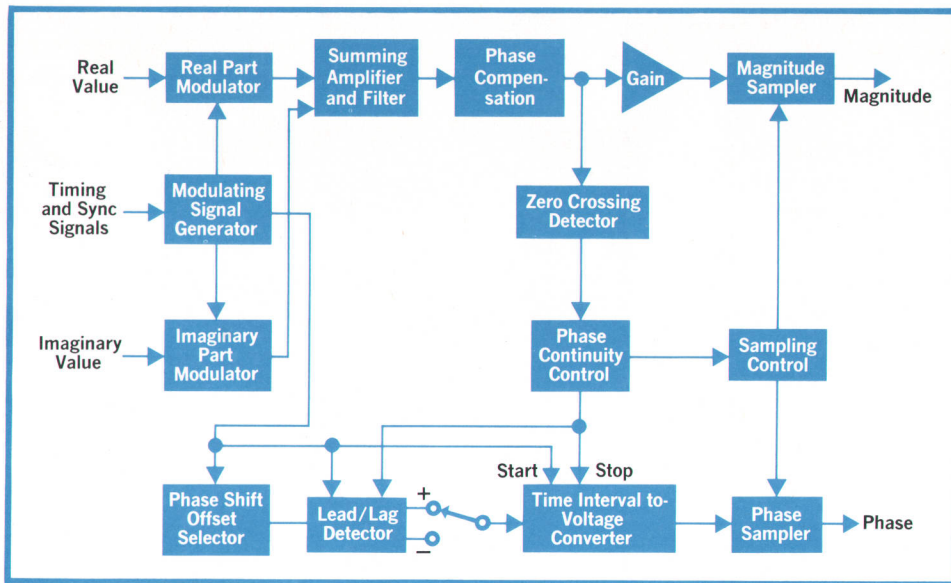 Real
Value
Real Part
Modulator
Summing
Amplifier
and Filter
Phase
Compen-
sation
Gain
Magnitude
Sampler
Magnitude
Timing
and Sync
Signals
Modulating
Signal
Generator
Zero Crossing
Detector
Imaginary
Value
Imaginary
Part
Modulator
Phase
Continuity
Control
Sampling
Control
Start
Stop
Phase Shift
Offset
Selector
Lead/Lag
Detector
+
−
Time Interval to-
Voltage
Converter
Phase
Sampler
Phase